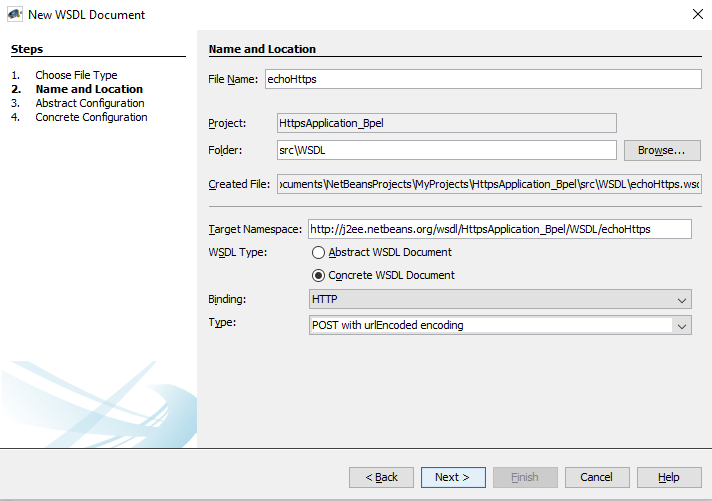 New WSDL Document
Steps
1. Choose File Type
2. Name and Location
3. Abstract Configuration
4. Concrete Configuration
Name and Location
File Name: echoHttps
Project: HttpsApplication_Bpel
Folder: src\WSDL Browse...
Created File: ocuments\NetBeansProjects\MyProjects\HttpsApplication_Bpel\src\WSDL\echoHttps.wsd
Target Namespace: http://j2ee.netbeans.org/wsdl/HttpsApplication_Bpel/WSDL/echoHttps
WSDL Type: Abstract WSDL Document
Concrete WSDL Document
Binding: HTTP
Type: POST with urlEncoded encoding
< Back Next > Finish Cancel Help